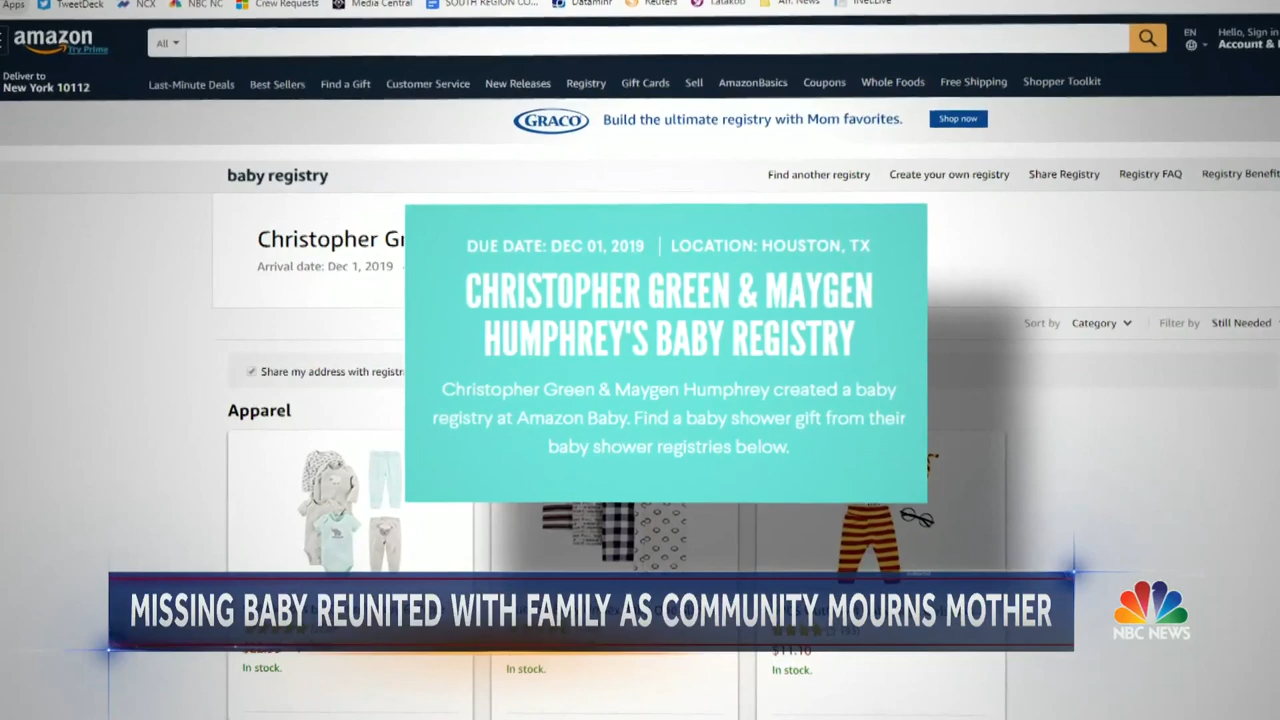 Apps TweetDeck NCX NBC NC Crew Requests Media Central SOUTH REGION CO... Dataminr Reuters
amazon
Try Prime
All
EN
Hello, Sign in
Account &
Deliver to
New York 10112
Last-Minute Deals Best Sellers Find a Gift Customer Service New Releases Registry Gift Cards Sell AmazonBasics Coupons Whole Foods Free Shipping Shopper Toolkit
GRACO Build the ultimate registry with Mom favorites. Shop now
baby registry Find another registry Create your own registry Share Registry Registry FAQ Registry Benefit
Christopher Gr
Arrival date: Dec 1, 2019
DUE DATE: DEC 01, 2019 | LOCATION: HOUSTON, TX
CHRISTOPHER GREEN & MAYGEN
HUMPHREY'S BABY REGISTRY
Christopher Green & Maygen Humphrey created a baby
registry at Amazon Baby. Find a baby shower gift from their
baby shower registries below.
Sort by Category Filter by Still Needed
Share my address with registr
Apparel
MISSING BABY REUNITED WITH FAMILY AS COMMUNITY MOURNS MOTHER
NBC NEWS
$11.10
In stock. In stock. In stock.